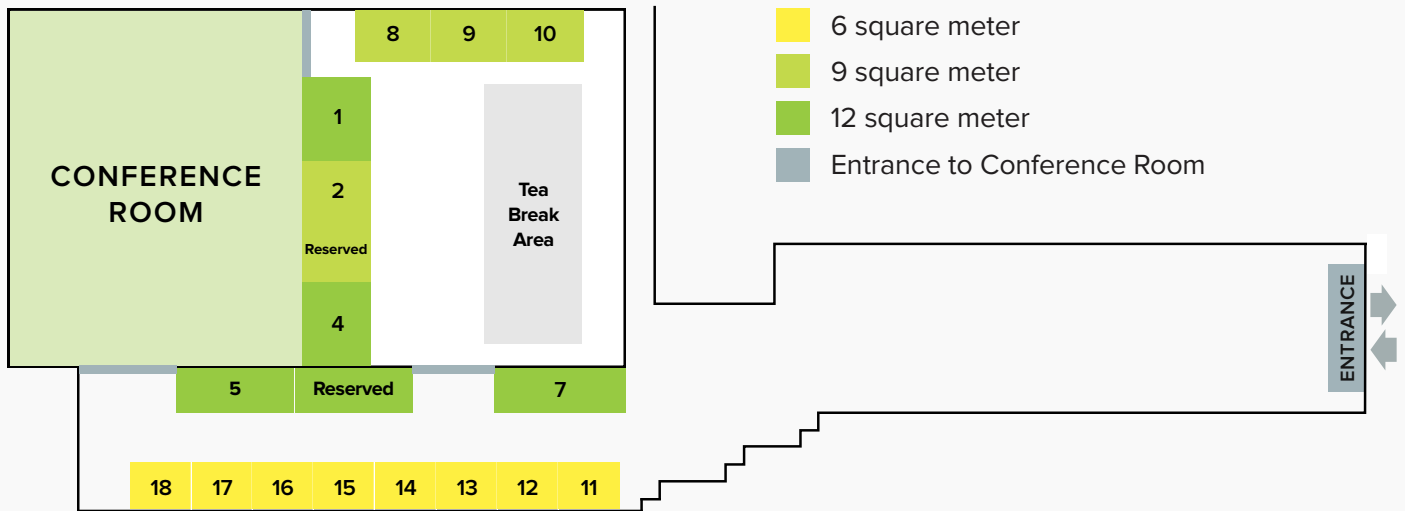 8
9
10
6 square meter
9 square meter
12 square meter
Entrance to Conference Room
1
CONFERENCE
ROOM
2
Reserved
4
Tea
Break
Area
ENTRANCE
5
Reserved
7
18
17
16
15
14
13
12
11